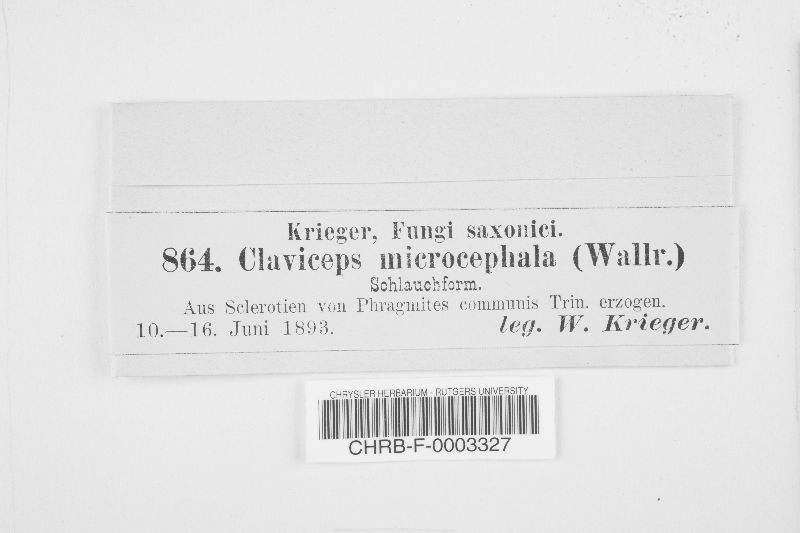 Krieger, Fungi saxonici.
864. Claviceps microcephala (Wallr.)
Schlauchform.
Aus Sclerotien von Phragmites communis Trin. erzogen.
10.—16. Juni 1893. leg. W. Krieger.
CHRYSLER HERBARIUM - RUTGERS UNIVERSITY
CHRB-F-0003327